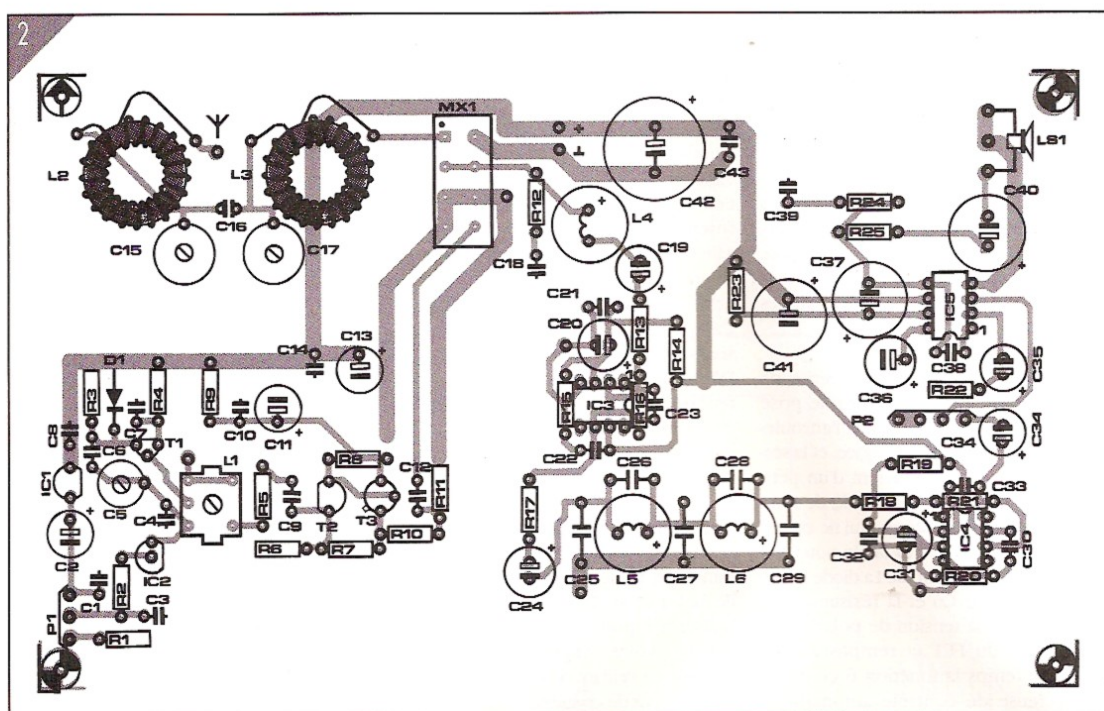 2
MX1
+
⊥
+
LS1
L2
L3
C43
C40
+
R12
+
L4
C42
C39
R24
C16
R25
C15
C17
C18
C19
+
C37
R23
C21
+
C20
R13
IC5
C14
C13
+
R14
C41
+
1
D1
C38
C35
+
C36
R22
R3
R4
R9
R15
IC3
R16
C23
+
C8
C7
C10
C11
+
P2
C34
+
C34
C6
T1
C22
L1
R8
C26
C28
R19
IC1
C12
R11
C33
C5
R5
R17
R18
R21
C4
C9
T2
T3
+
R10
+
C2
+
C32
C31
IC4
C30
R6
R7
IC2
R2
C25
L5
C27
L6
C29
R20
C1
C3
C24
+
P1
R1